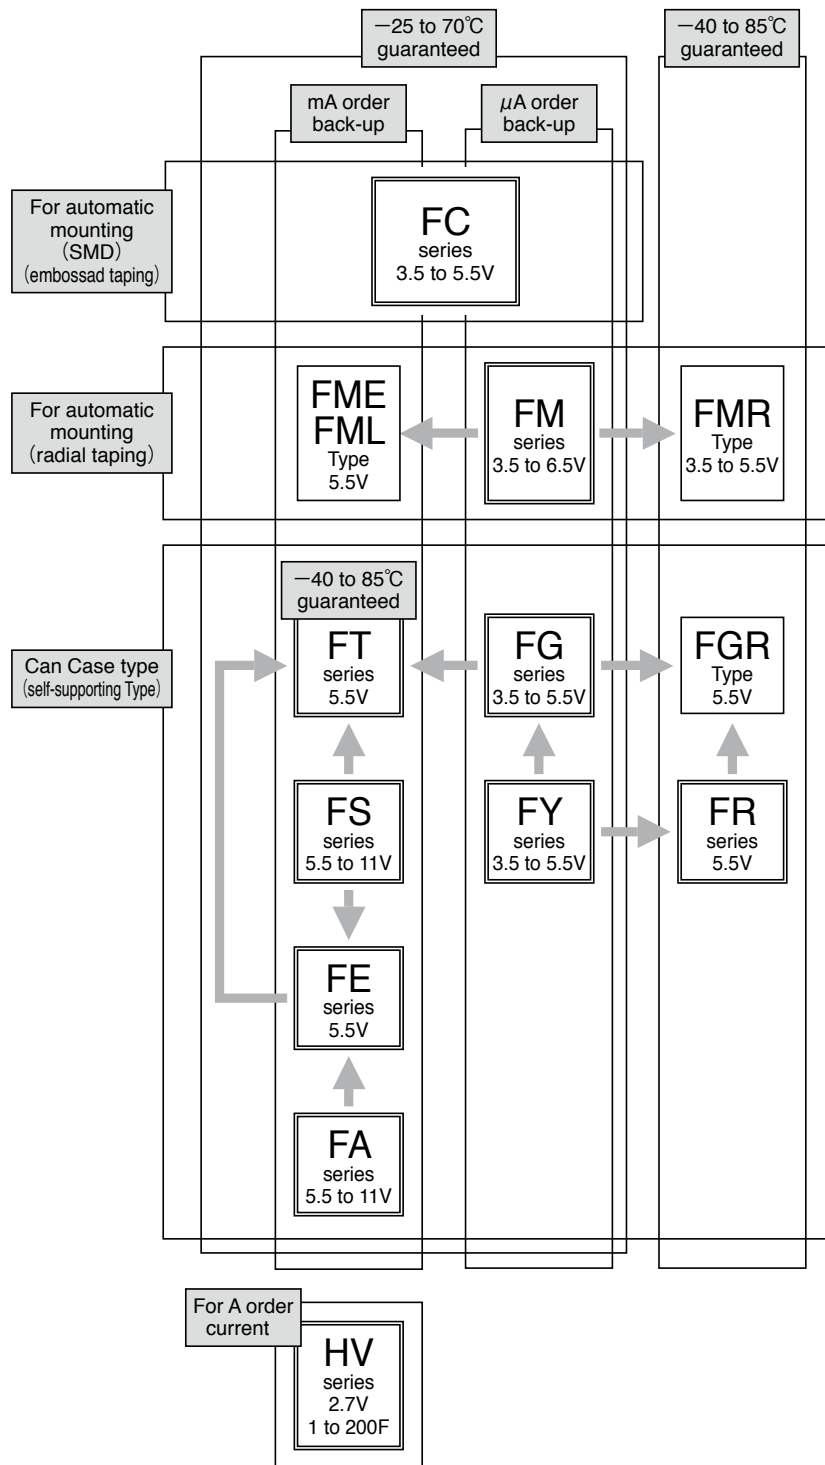 −25 to 70℃
guaranteed
−40 to 85℃
guaranteed
mA order
back-up
μA order
back-up
For automatic
mounting
（SMD）
（embossad taping）
FC
series
3.5 to 5.5V
For automatic
mounting
（radial taping）
FME
FML
Type
5.5V
FM
series
3.5 to 6.5V
FMR
Type
3.5 to 5.5V
Can Case type
（self-supporting Type）
−40 to 85℃
guaranteed
FT
series
5.5V
FG
series
3.5 to 5.5V
FGR
Type
5.5V
FS
series
5.5 to 11V
FY
series
3.5 to 5.5V
FR
series
5.5V
FE
series
5.5V
FA
series
5.5 to 11V
For A order
current
HV
series
2.7V
1 to 200F